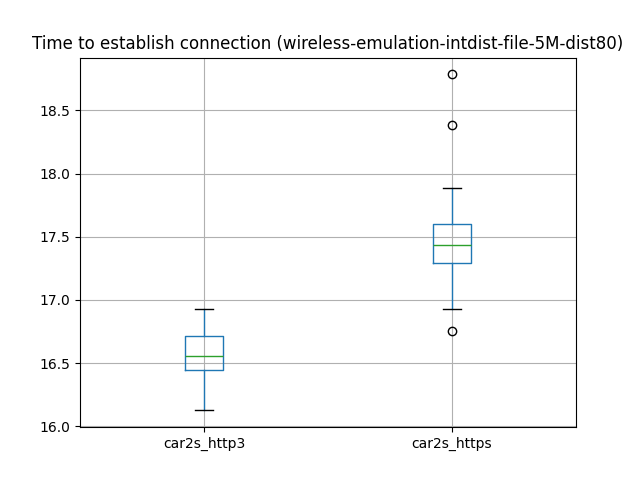 Time to establish connection (wireless-emulation-intdist-file-5M-dist80)
18.5
18.0
17.5
17.0
16.5
16.0
car2s_http3
car2s_https